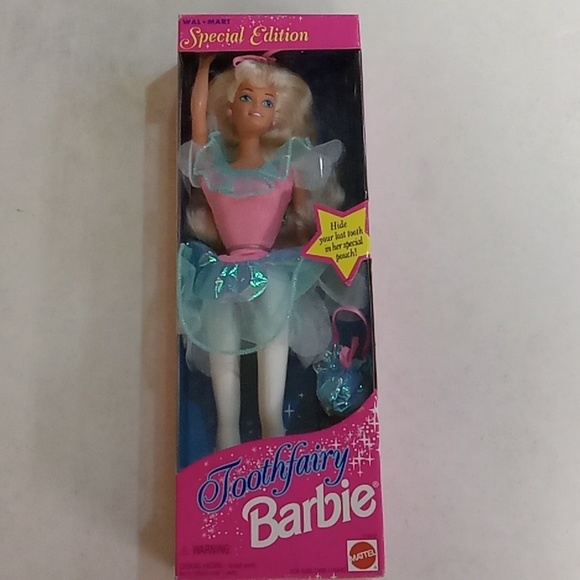 WAL★MART
Special Edition
Hide
your lost tooth
in her special
pouch!
Toothfairy
Barbie®
MATTEL
WARNING: